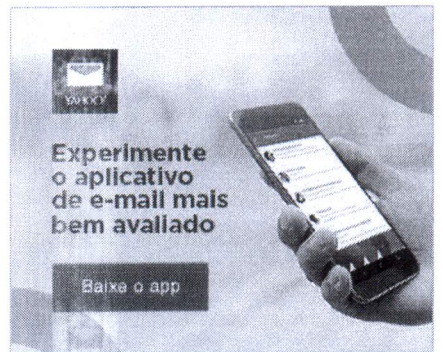 YAHOO!
Experimente
o aplicativo
de e-mail mais
bem avaliado
Baixe o app